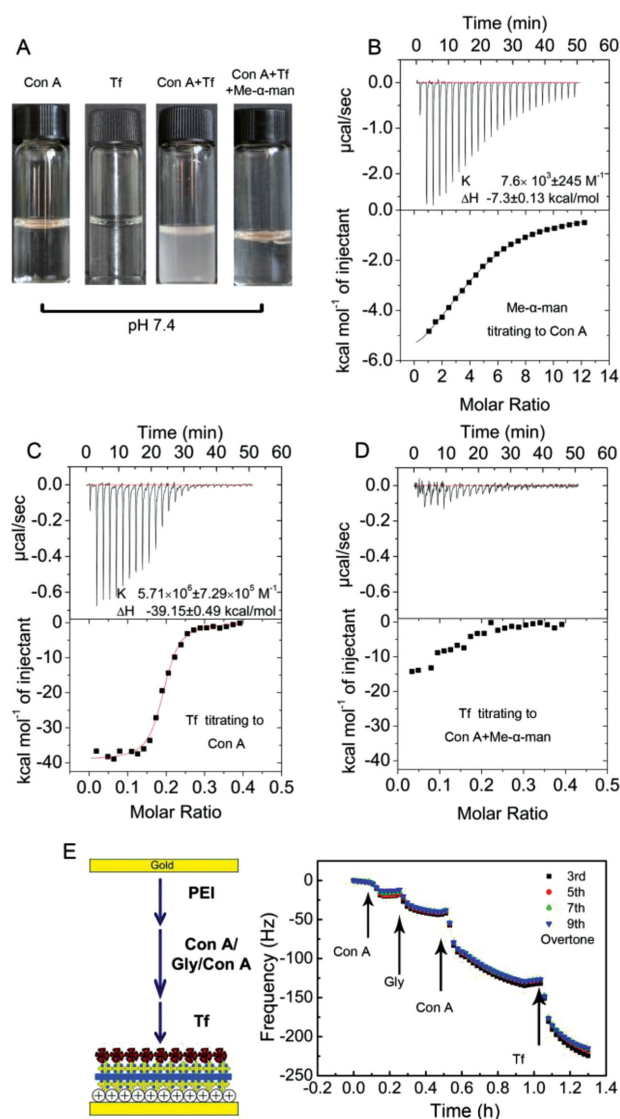 A
Con A
Tf
Con A+Tf
Con A+Tf
+Me-α-man
pH 7.4
B
Time (min)
0 10 20 30 40 50 60
0.0
-1.0
-2.0
μcal/sec
K 7.6× 10³±245 M⁻¹
ΔH -7.3±0.13 kcal/mol
0.0
-2.0
-4.0
-6.0
kcal mol⁻¹ of injectant
Me-α-man
titrating to Con A
0 2 4 6 8 10 12 14
Molar Ratio
C
Time (min)
0 10 20 30 40 50 60
0.0
-0.2
-0.4
-0.6
μcal/sec
K 5.71×10⁶±7.29×10⁵ M⁻¹
ΔH -39.15±0.49 kcal/mol
0
-10
-20
-30
-40
kcal mol⁻¹ of injectant
Tf titrating to
Con A
0.0 0.1 0.2 0.3 0.4 0.5
Molar Ratio
D
Time (min)
0 10 20 30 40 50 60
0.0
-0.2
-0.4
-0.6
μcal/sec
0
-10
-20
-30
-40
kcal mol⁻¹ of injectant
Tf titrating to
Con A+Me-α-man
0.0 0.1 0.2 0.3 0.4 0.5
Molar Ratio
E
Gold
PEI
Con A/
Gly/Con A
Tf
0
-50
-100
-150
-200
-250
Frequency (Hz)
3rd
5th
7th
9th
Overtone
Con A
Gly
Con A
Tf
-0.2 0.0 0.2 0.4 0.6 0.8 1.0 1.2 1.4
Time (h)